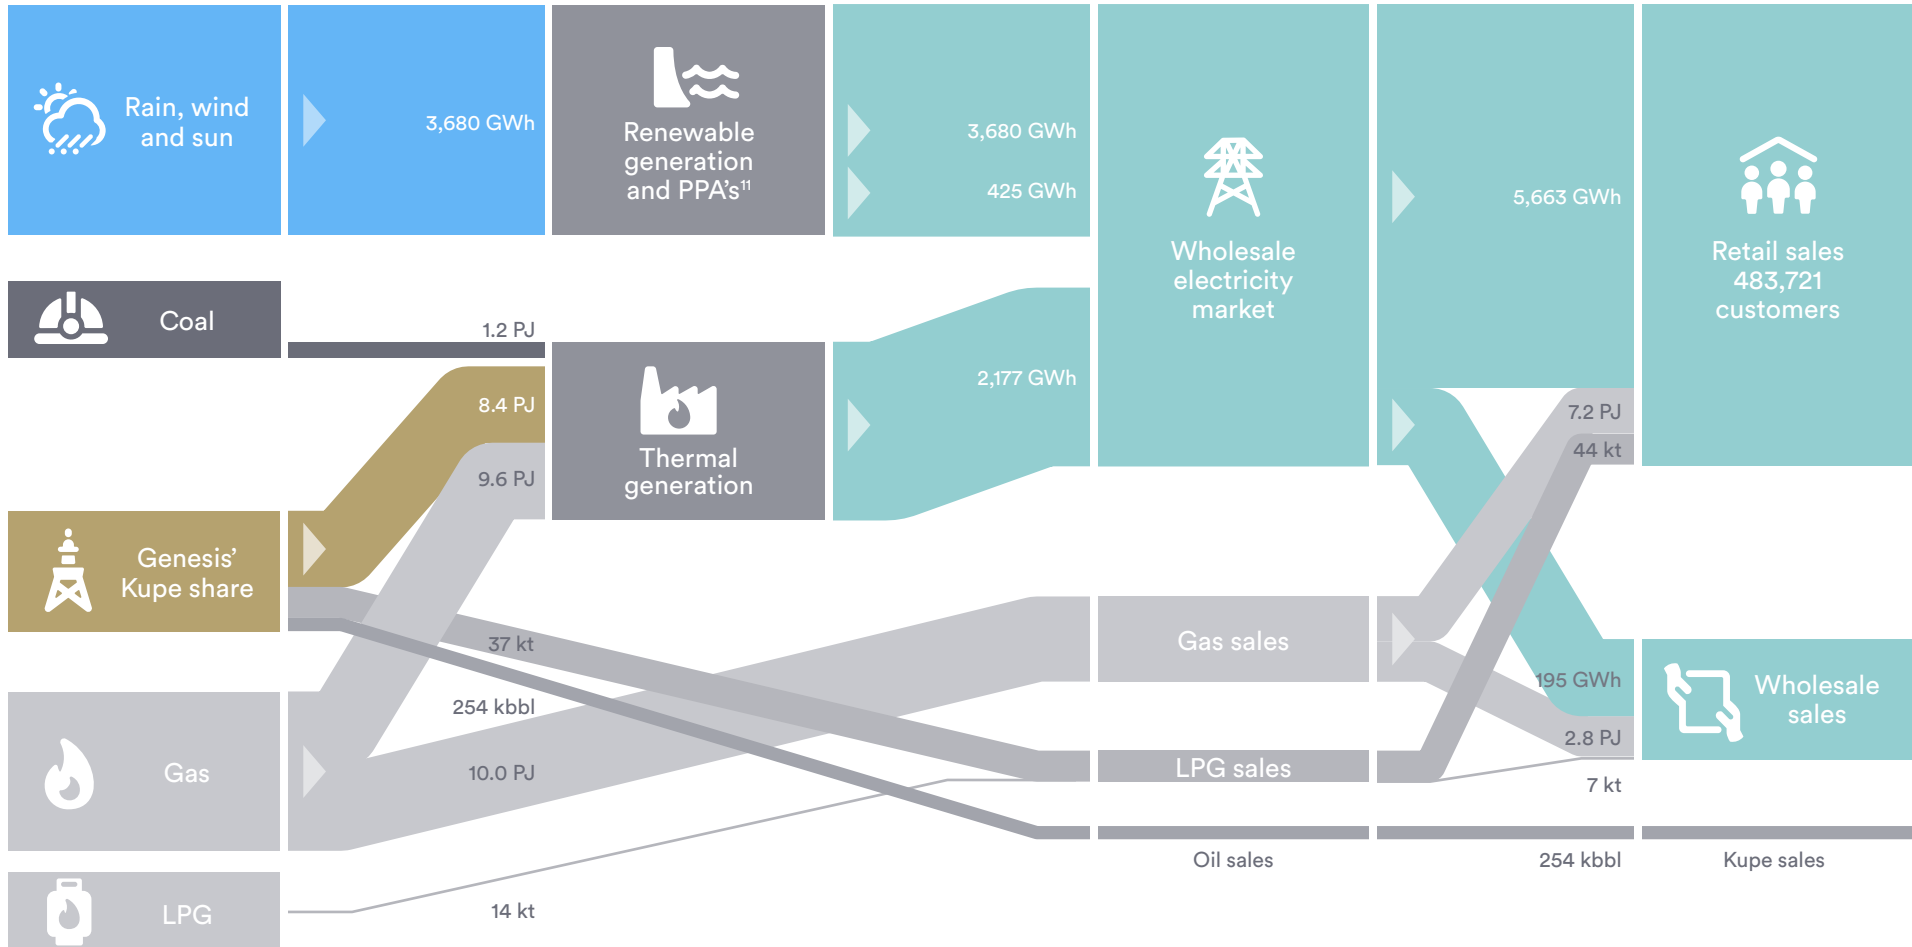 Rain, wind
and sun
3,680 GWh
Renewable
generation
and PPA's¹¹
3,680 GWh
425 GWh
Wholesale
electricity
market
5,663 GWh
Retail sales
483,721
customers
Coal
1.2 PJ
8.4 PJ
9.6 PJ
Thermal
generation
2,177 GWh
7.2 PJ
44 kt
Genesis’
Kupe share
37 kt
254 kbbl
Gas sales
195 GWh
2.8 PJ
Wholesale
sales
Gas
10.0 PJ
LPG sales
7 kt
Oil sales
254 kbbl
Kupe sales
LPG
14 kt